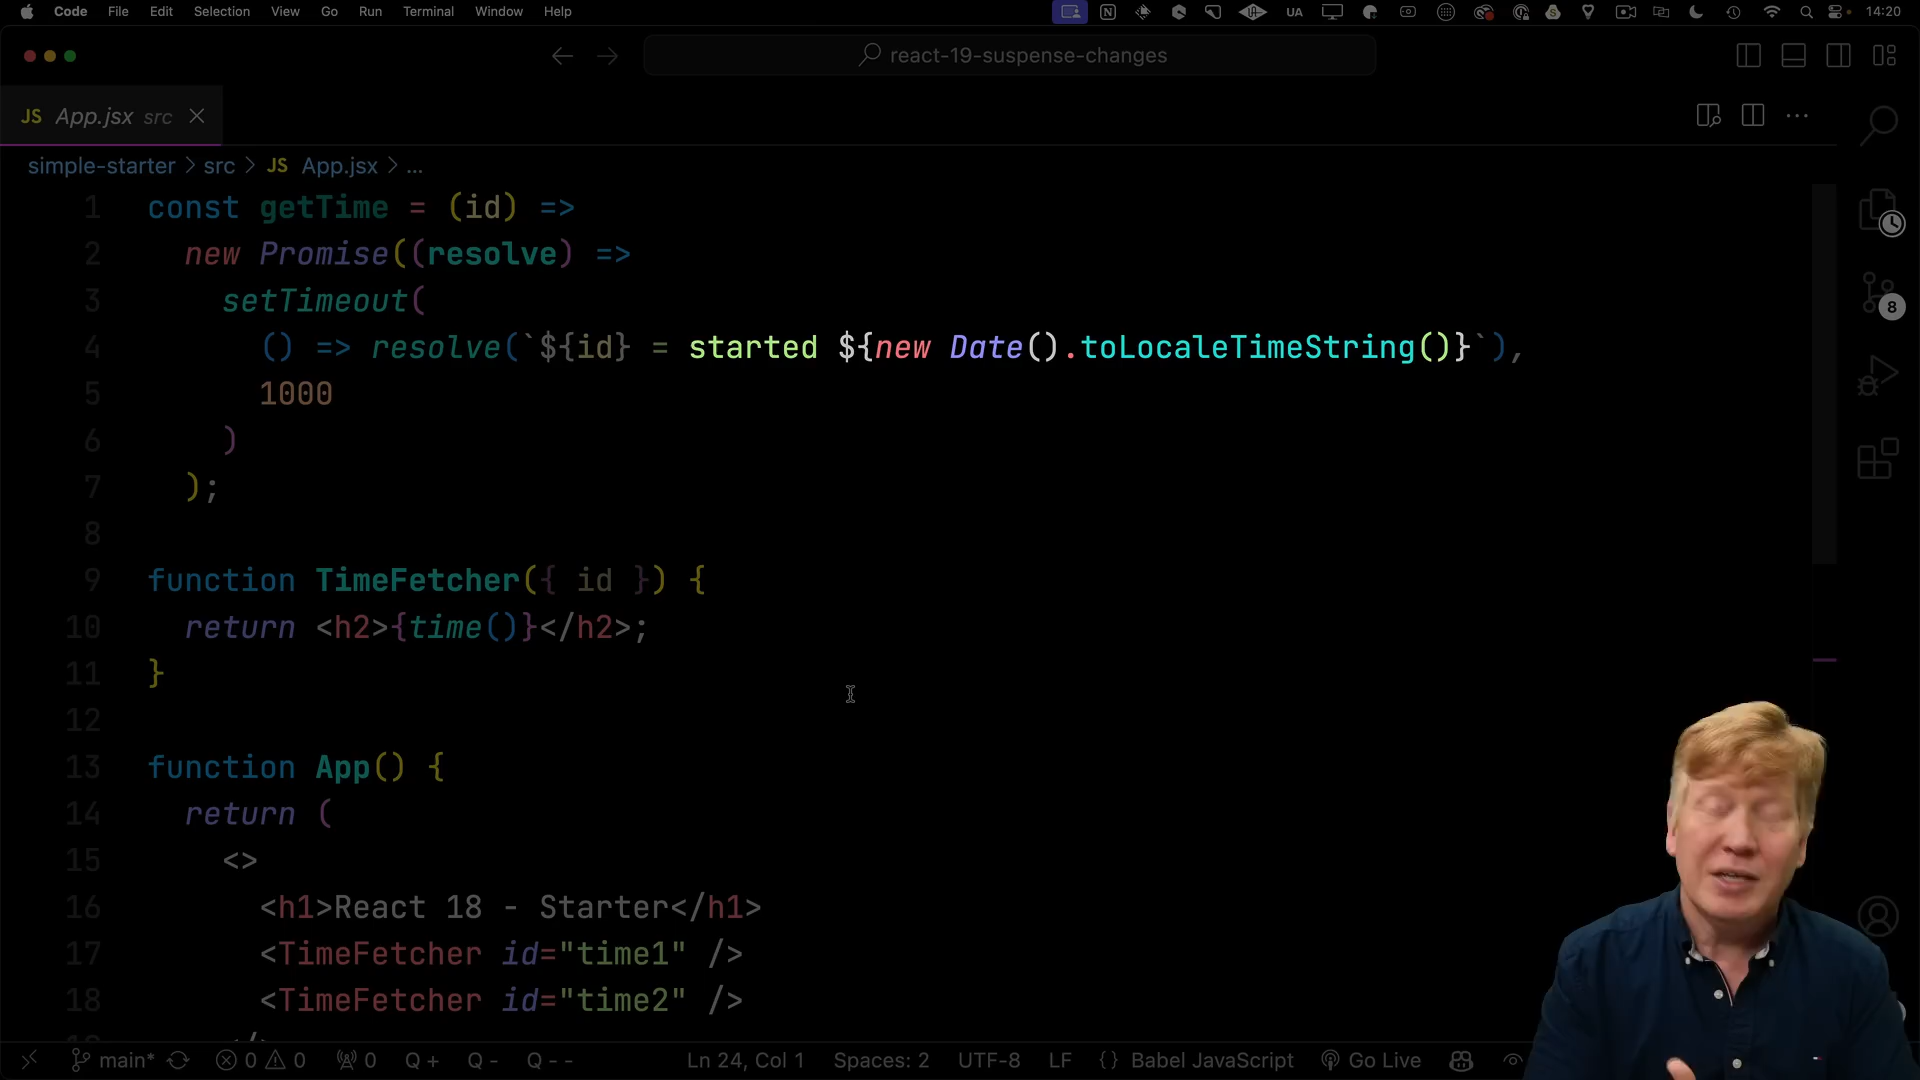 Code File Edit Selection View Go Run Terminal Window Help UA 14:20
react-19-suspense-changes
JS App.jsx src
simple-starter > src > JS App.jsx > ...
1 const getTime = (id) =>
2 new Promise((resolve) =>
3 setTimeout(
4 () => resolve(`${id} = started ${new Date().toLocaleTimeString()}`),
5 1000
6 )
7 );
8
9 function TimeFetcher({ id }) {
10 return <h2>{time()}</h2>;
11 }
12
13 function App() {
14 return (
15 <>
16 <h1>React 18 - Starter</h1>
17 <TimeFetcher id="time1" />
18 <TimeFetcher id="time2" />
8
main* 0 0 0 Q + Q - Q -- Ln 24, Col 1 Spaces: 2 UTF-8 LF {} Babel JavaScript Go Live